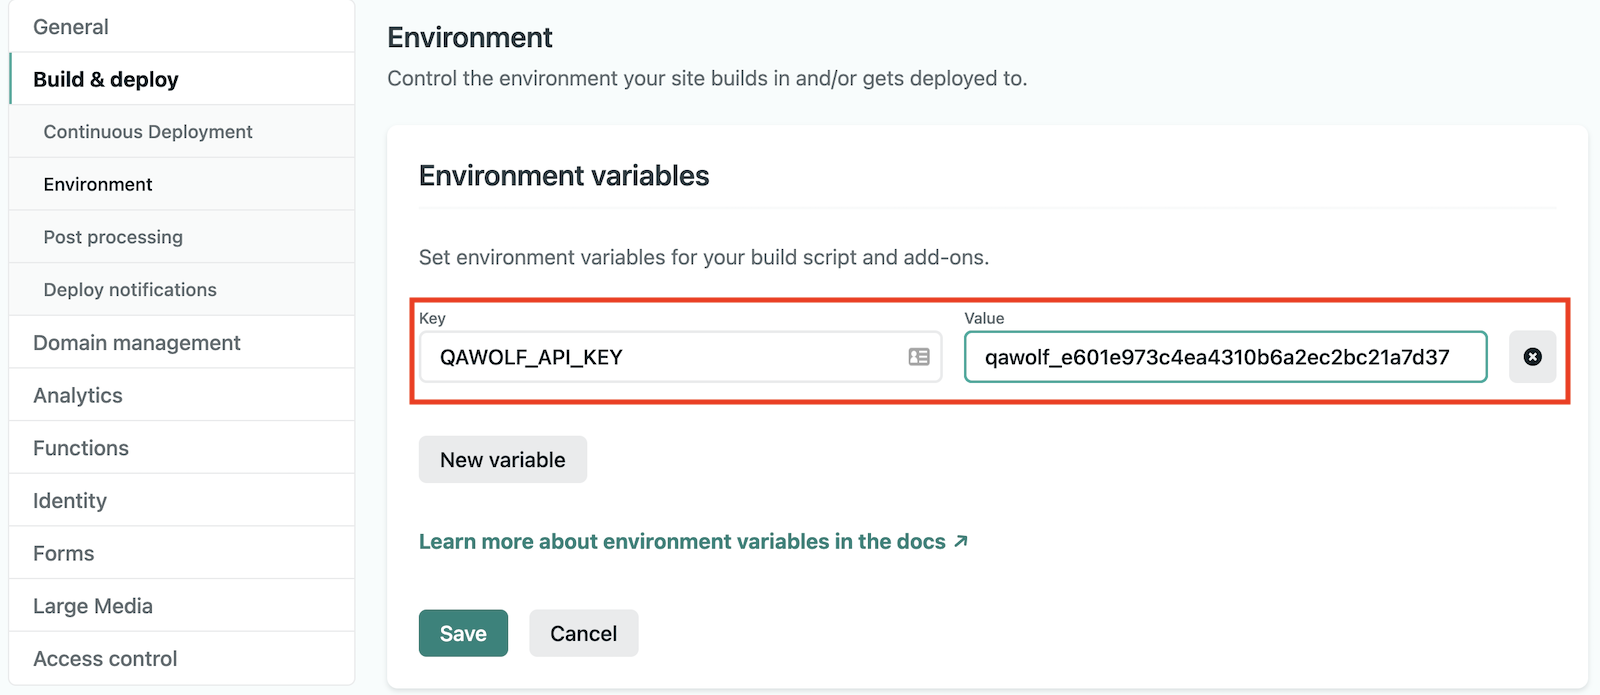 General
Build & deploy
Continuous Deployment
Environment
Post processing
Deploy notifications
Domain management
Analytics
Functions
Identity
Forms
Large Media
Access control
Environment
Control the environment your site builds in and/or gets deployed to.
Environment variables
Set environment variables for your build script and add-ons.
Key Value
QAWOLF_API_KEY qawolf_e601e973c4ea4310b6a2ec2bc21a7d37
New variable
Learn more about environment variables in the docs ↗
Save Cancel